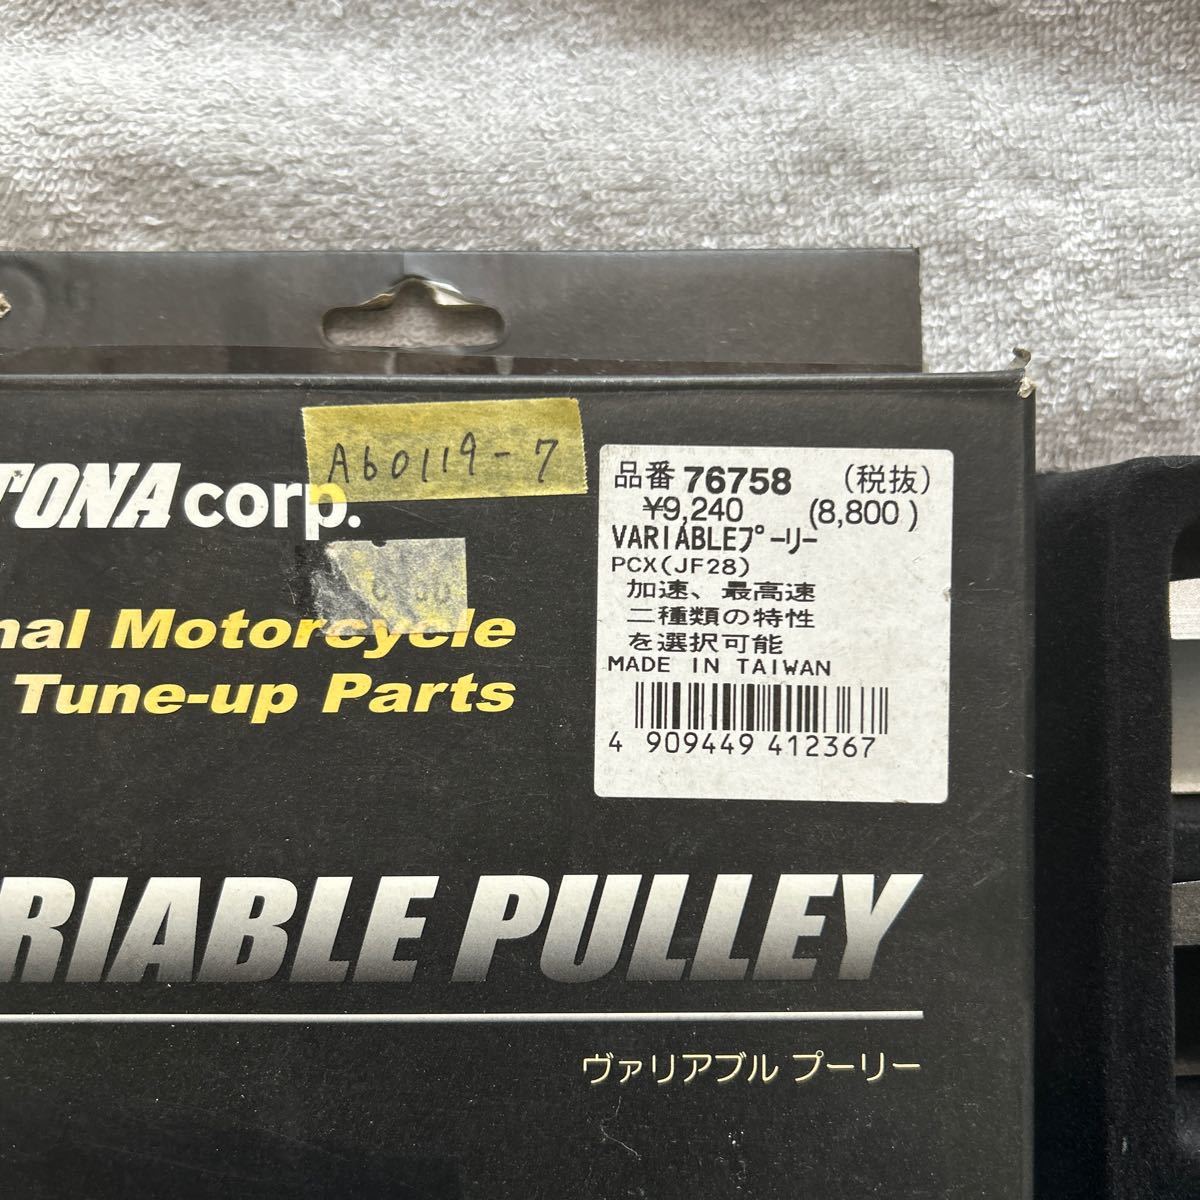 A60119-7
TONA corp.
nal Motorcycle
Tune-up Parts
品番 76758 (税抜)
¥9,240 (8,800)
VARIABLEプーリー
PCX(JF28)
加速、最高速
二種類の特性
を選択可能
MADE IN TAIWAN
4 909449 412367
RIABLE PULLEY
ヴァリアブル プーリー